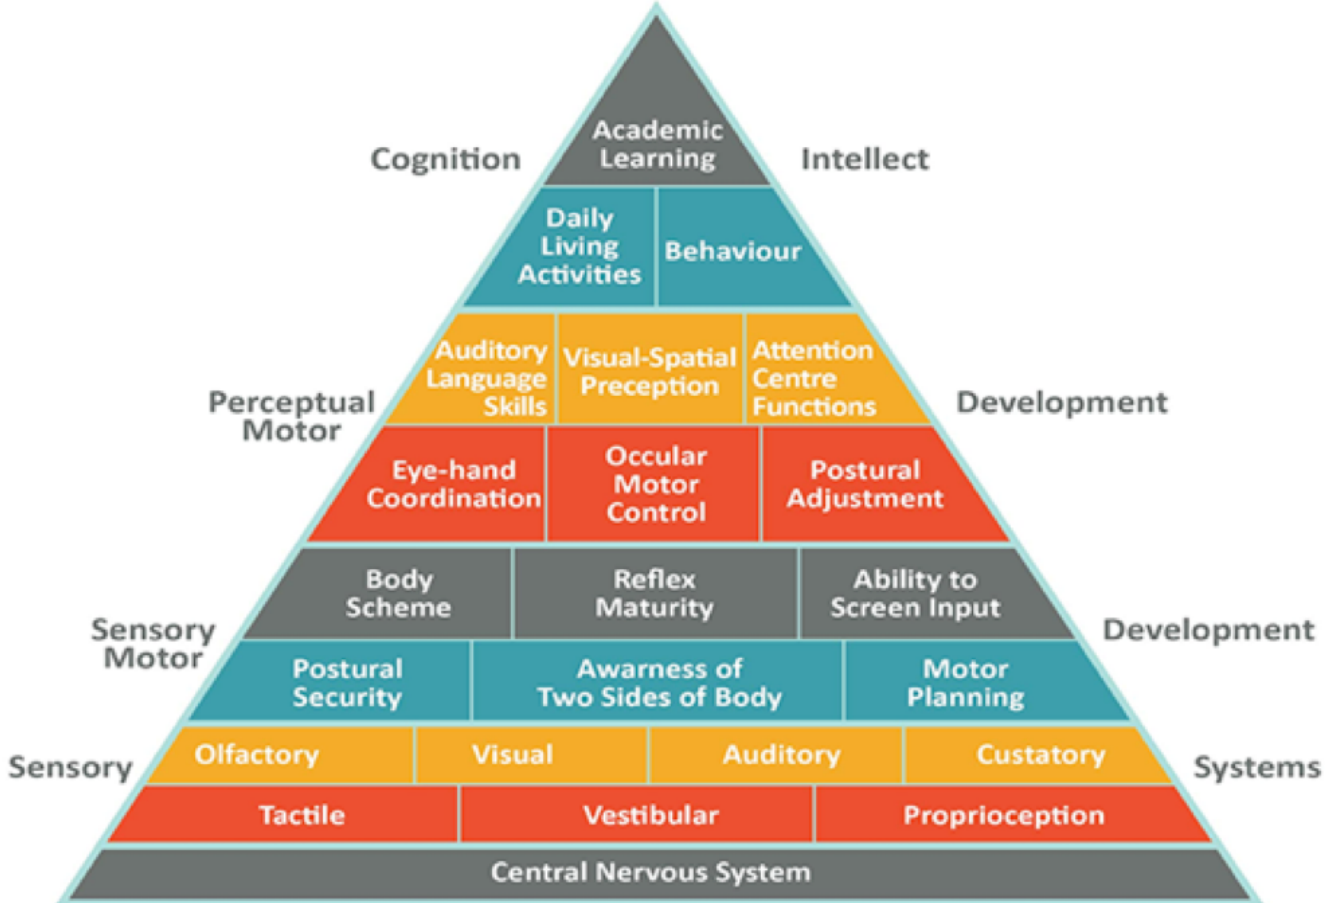 Academic
Learning
Cognition
Intellect
Daily
Living
Activities
Behaviour
Auditory
Language
Skills
Visual-Spatial
Preception
Attention
Centre
Functions
Perceptual
Motor
Development
Eye-hand
Coordination
Occular
Motor
Control
Postural
Adjustment
Body
Scheme
Reflex
Maturity
Ability to
Screen Input
Sensory
Motor
Development
Postural
Security
Awarness of
Two Sides of Body
Motor
Planning
Olfactory
Visual
Auditory
Custatory
Sensory
Systems
Tactile
Vestibular
Proprioception
Central Nervous System